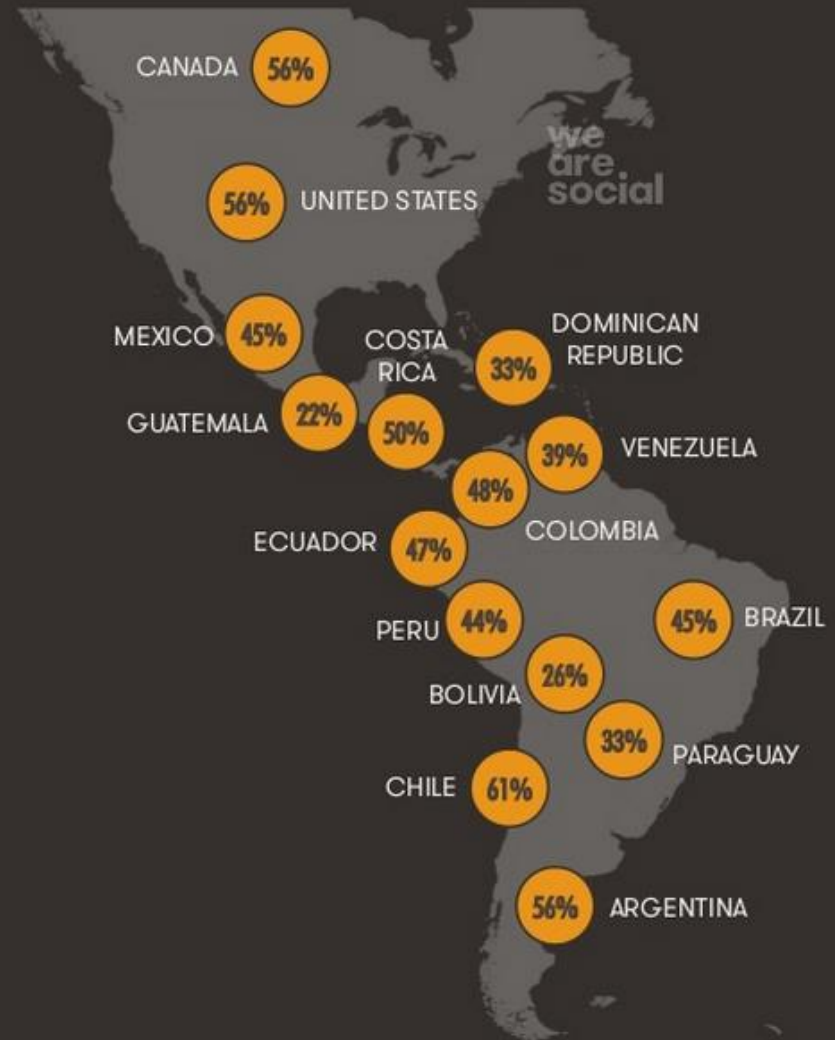 CANADA 56%
we
are
social
56% UNITED STATES
MEXICO 45%
COSTA
RICA
50%
DOMINICAN
REPUBLIC
33%
GUATEMALA 22%
39% VENEZUELA
48%
COLOMBIA
ECUADOR 47%
PERU 44%
45% BRAZIL
26%
BOLIVIA
33%
PARAGUAY
CHILE 61%
56% ARGENTINA